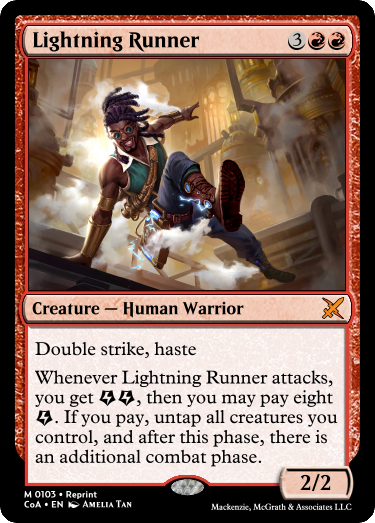 Lightning Runner 3
Creature — Human Warrior
Double strike, haste
Whenever Lightning Runner attacks,
you get , then you may pay eight
. If you pay, untap all creatures you
control, and after this phase, there is
an additional combat phase.
2/2
M 0103 • Reprint
CoA • EN Amelia Tan
Mackenzie, McGrath & Associates LLC